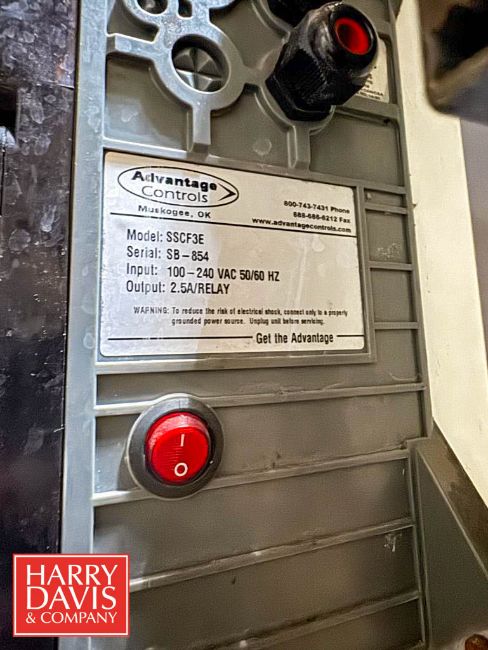 Advantage
Controls
Muskogee, OK
800-743-7431 Phone
888-686-6212 Fax
www.advantagecontrols.com
Model: SSCF3E
Serial: SB-854
Input: 100-240 VAC 50/60 HZ
Output: 2.5A/RELAY
WARNING: To reduce the risk of electrical shock, connect only to a properly
grounded power source. Unplug unit before servicing.
Get the Advantage
I
O
HARRY
DAVIS
& COMPANY